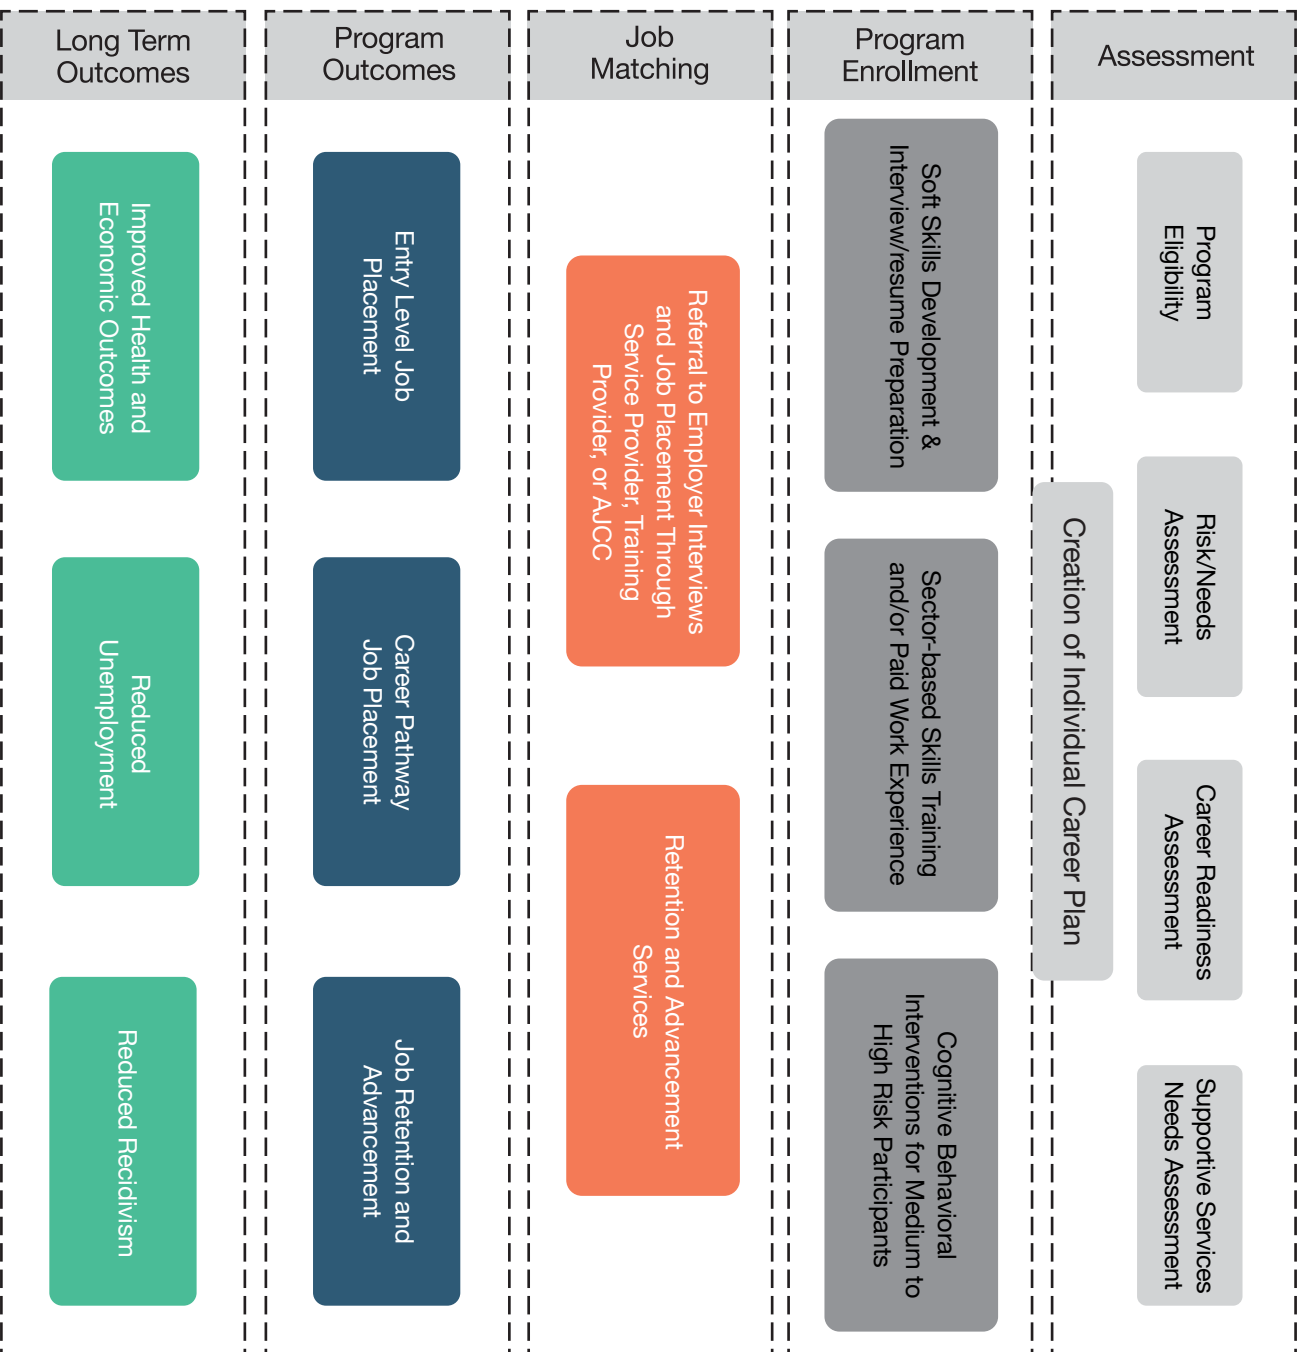 Long Term
Outcomes
Program
Outcomes
Job
Matching
Program
Enrollment
Assessment
Improved Health and
Economic Outcomes
Reduced
Unemployment
Reduced Recidivism
Entry Level Job
Placement
Career Pathway
Job Placement
Job Retention and
Advancement
Referral to Employer Interviews
and Job Placement Through
Service Provider, Training
Provider, or AJCC
Retention and Advancement
Services
Soft Skills Development &
Interview/resume Preparation
Sector-based Skills Training
and/or Paid Work Experience
Cognitive Behavioral
Interventions for Medium to
High Risk Participants
Creation of Individual Career Plan
Program
Eligibility
Risk/Needs
Assessment
Career Readiness
Assessment
Supportive Services
Needs Assessment